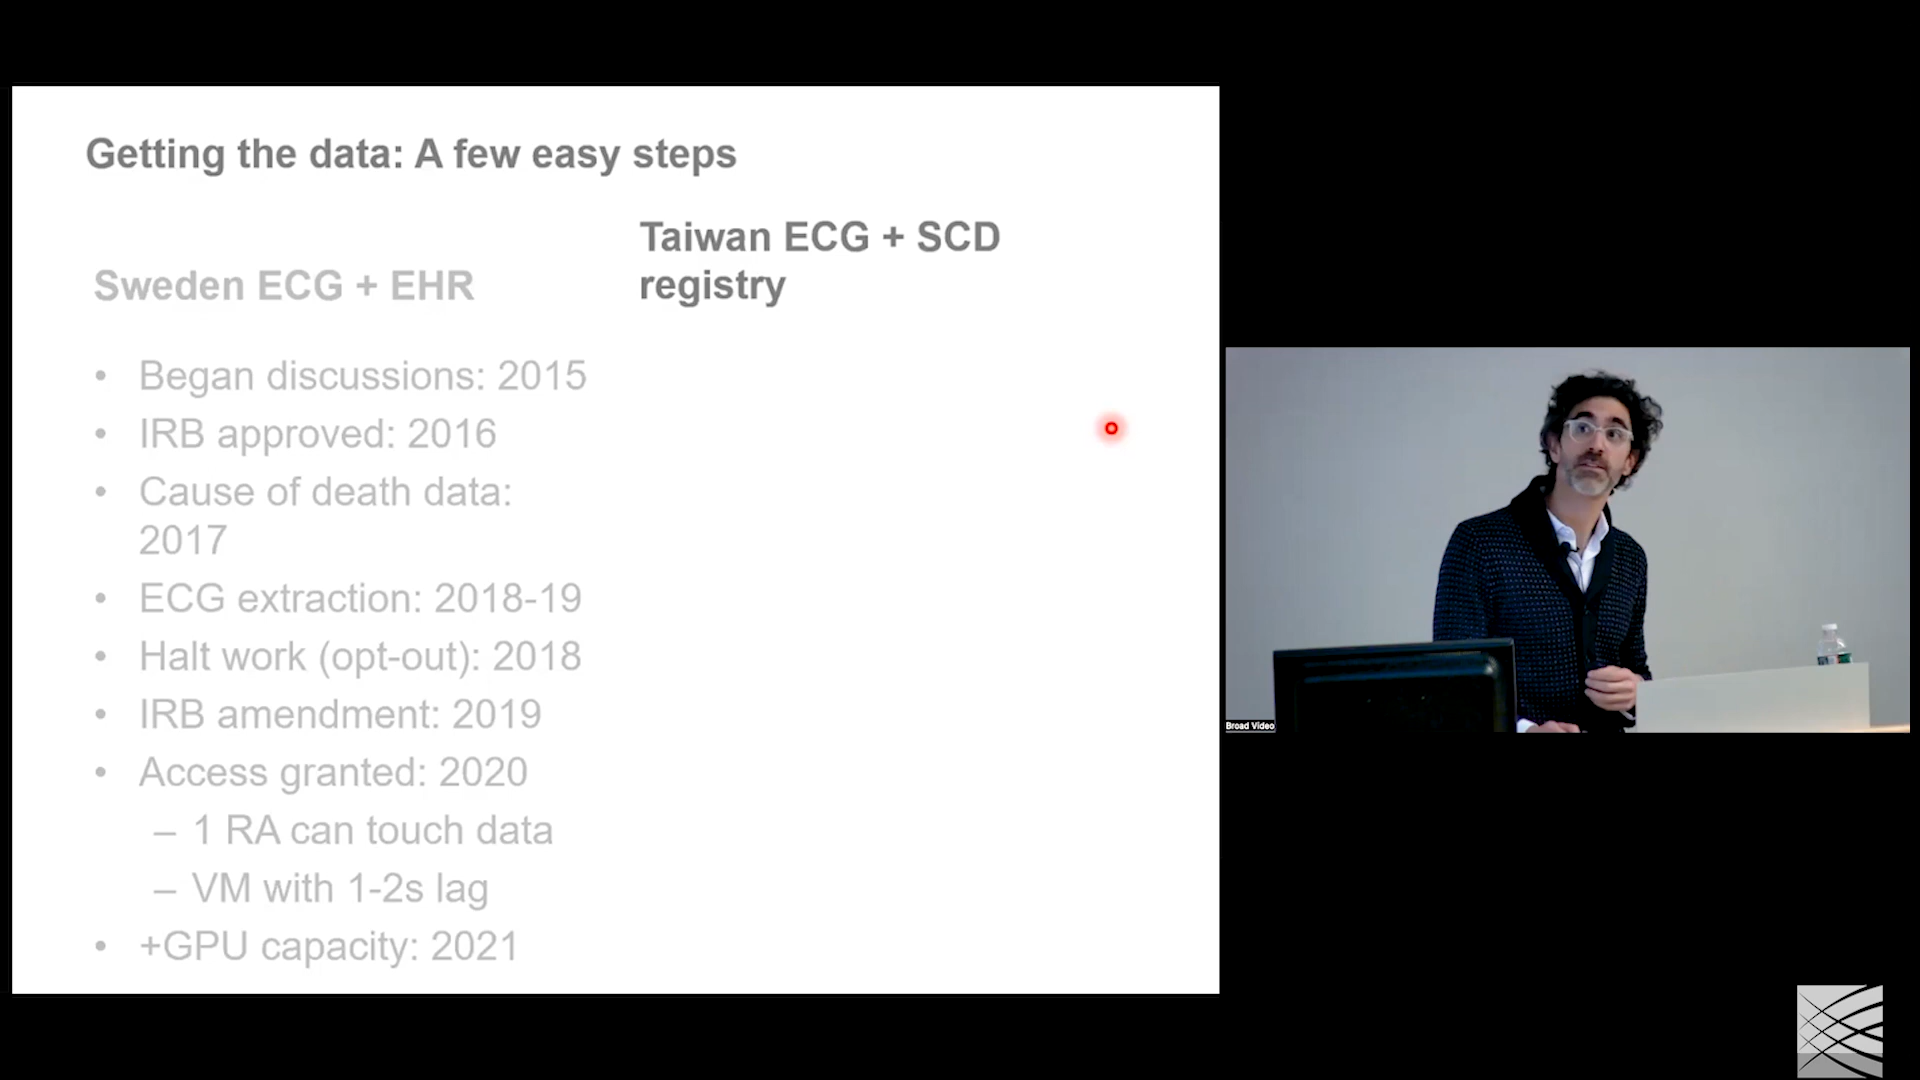 Getting the data: A few easy steps
Sweden ECG + EHR
• Began discussions: 2015
• IRB approved: 2016
• Cause of death data:
2017
• ECG extraction: 2018-19
• Halt work (opt-out): 2018
• IRB amendment: 2019
• Access granted: 2020
– 1 RA can touch data
– VM with 1-2s lag
• +GPU capacity: 2021
Taiwan ECG + SCD
registry
Broad Video